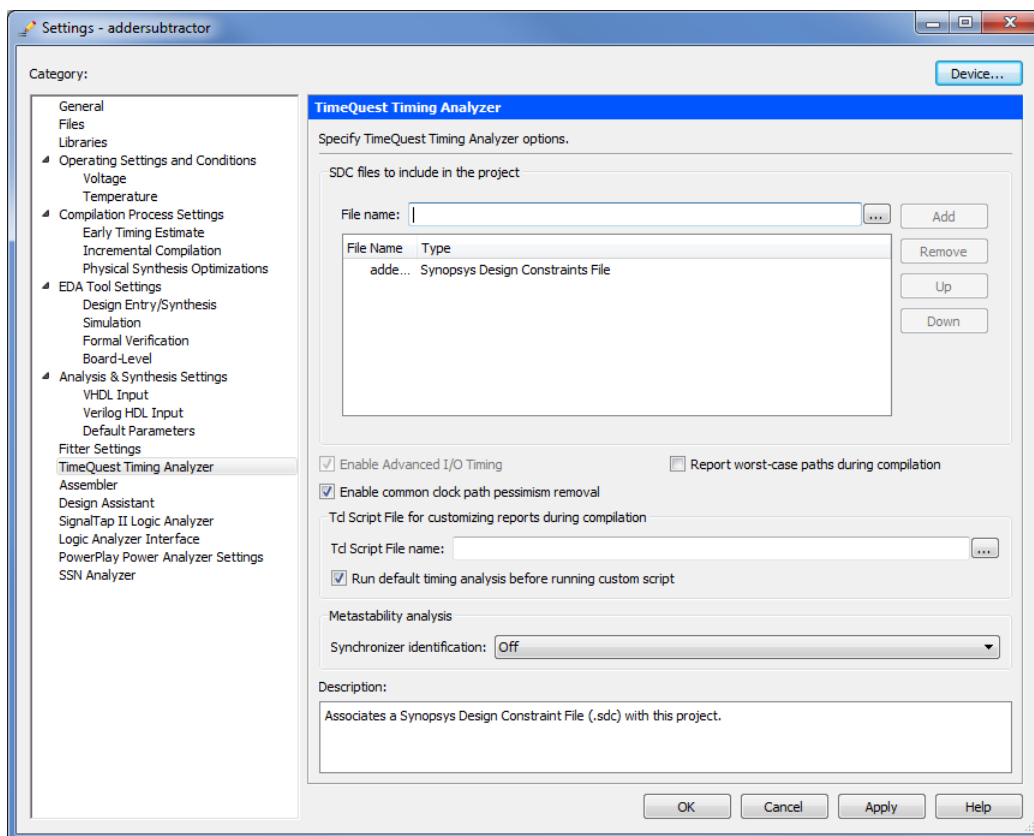 Settings - addersubtractor
Category:
Device...
General
Files
Libraries
Operating Settings and Conditions
Voltage
Temperature
Compilation Process Settings
Early Timing Estimate
Incremental Compilation
Physical Synthesis Optimizations
EDA Tool Settings
Design Entry/Synthesis
Simulation
Formal Verification
Board-Level
Analysis & Synthesis Settings
VHDL Input
Verilog HDL Input
Default Parameters
Fitter Settings
TimeQuest Timing Analyzer
Assembler
Design Assistant
SignalTap II Logic Analyzer
Logic Analyzer Interface
PowerPlay Power Analyzer Settings
SSN Analyzer
TimeQuest Timing Analyzer
Specify TimeQuest Timing Analyzer options.
SDC files to include in the project
File name: ... Add
File Name Type Remove
adde... Synopsys Design Constraints File
Up
Down
Enable Advanced I/O Timing Report worst-case paths during compilation
Enable common clock path pessimism removal
Tcl Script File for customizing reports during compilation
Tcl Script File name: ...
Run default timing analysis before running custom script
Metastability analysis
Synchronizer identification: Off
Description:
Associates a Synopsys Design Constraint File (.sdc) with this project.
OK Cancel Apply Help